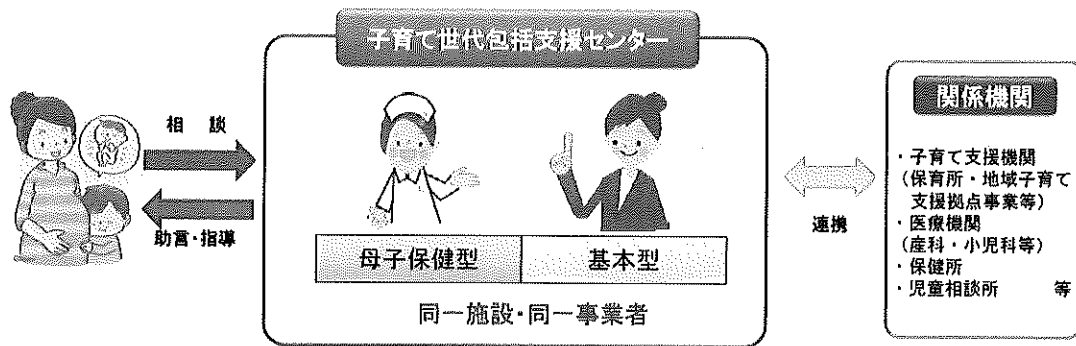 子育て世代包括支援センター
相　談
助言・指導
母子保健型
基本型
同一施設・同一事業者
連携
関係機関
・子育て支援機関
（保育所・地域子育て
支援拠点事業等）
・医療機関
（産科・小児科等）
・保健所
・児童相談所　　等